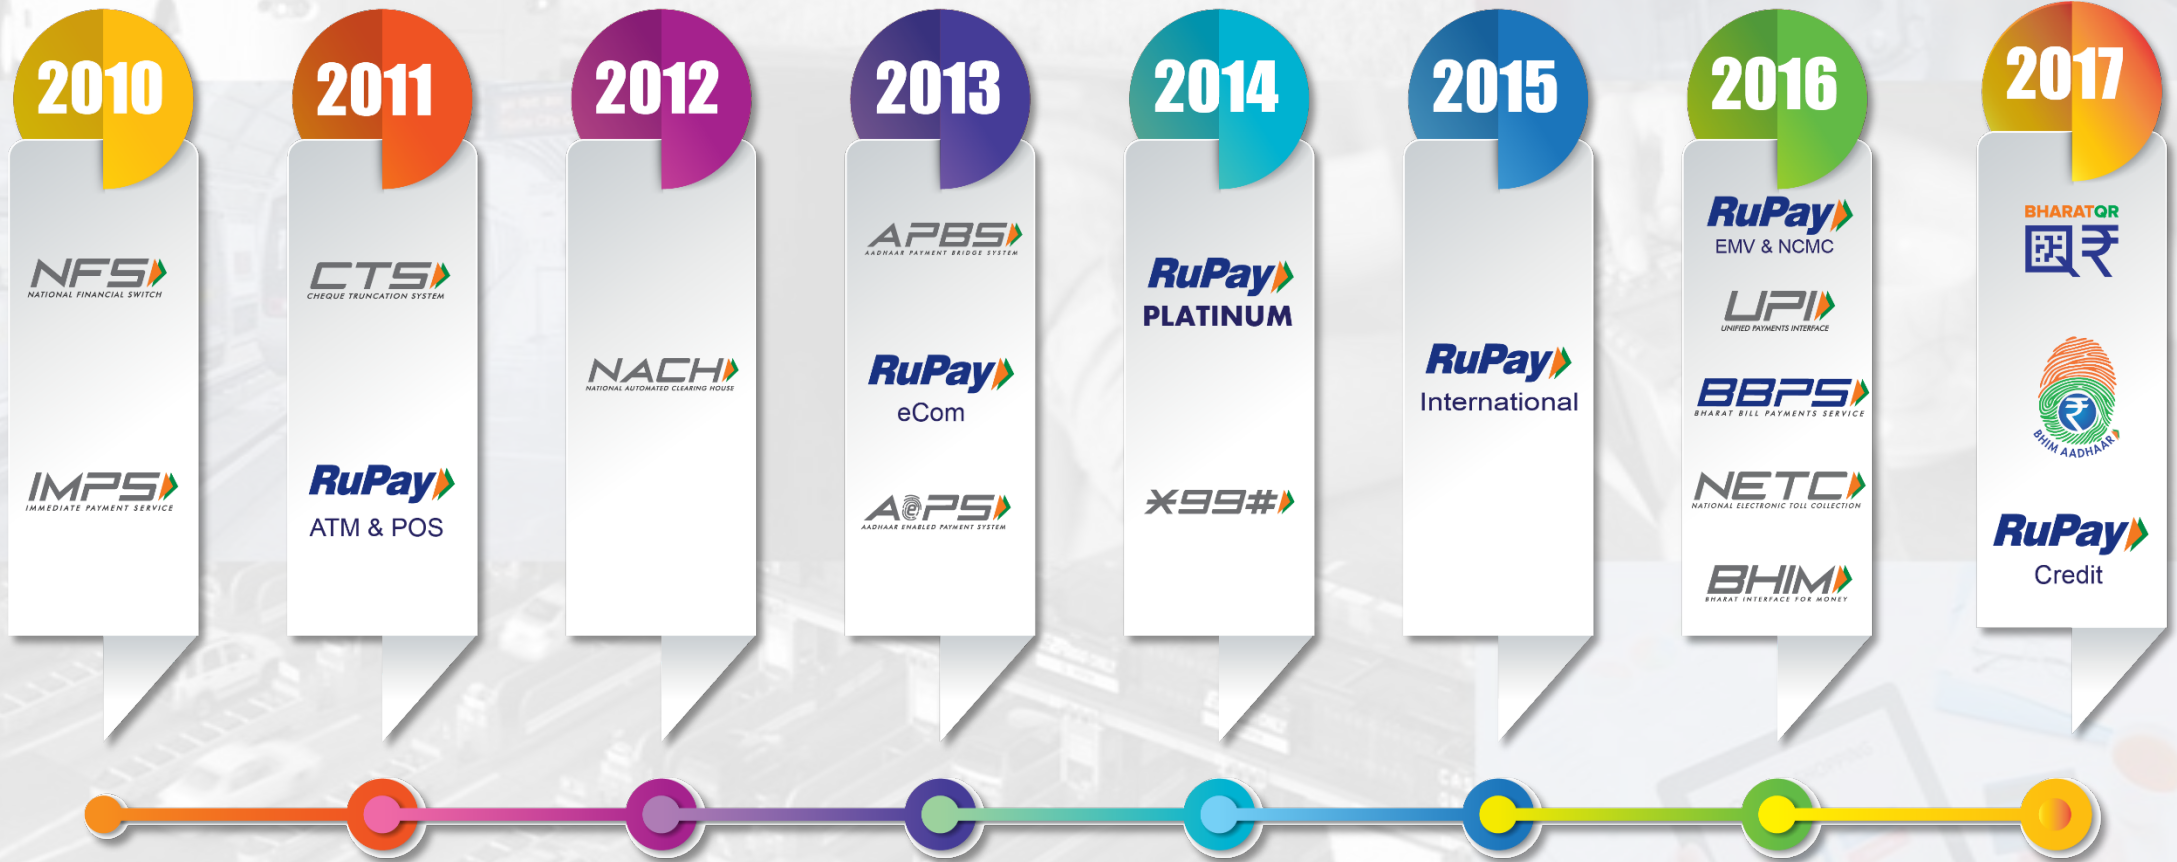 2010
NFS
NATIONAL FINANCIAL SWITCH
IMPS
IMMEDIATE PAYMENT SERVICE
2011
CTS
CHEQUE TRUNCATION SYSTEM
RuPay
ATM & POS
2012
NACH
NATIONAL AUTOMATED CLEARING HOUSE
2013
APBS
AADHAAR PAYMENT BRIDGE SYSTEM
RuPay
eCom
AePS
AADHAAR ENABLED PAYMENT SYSTEM
2014
RuPay
PLATINUM
*99#
2015
RuPay
International
2016
RuPay
EMV & NCMC
UPI
UNIFIED PAYMENTS INTERFACE
BBPS
BHARAT BILL PAYMENTS SERVICE
NETC
NATIONAL ELECTRONIC TOLL COLLECTION
BHIM
BHARAT INTERFACE FOR MONEY
2017
BHARATQR
₹
₹
BHIM AADHAAR
RuPay
Credit